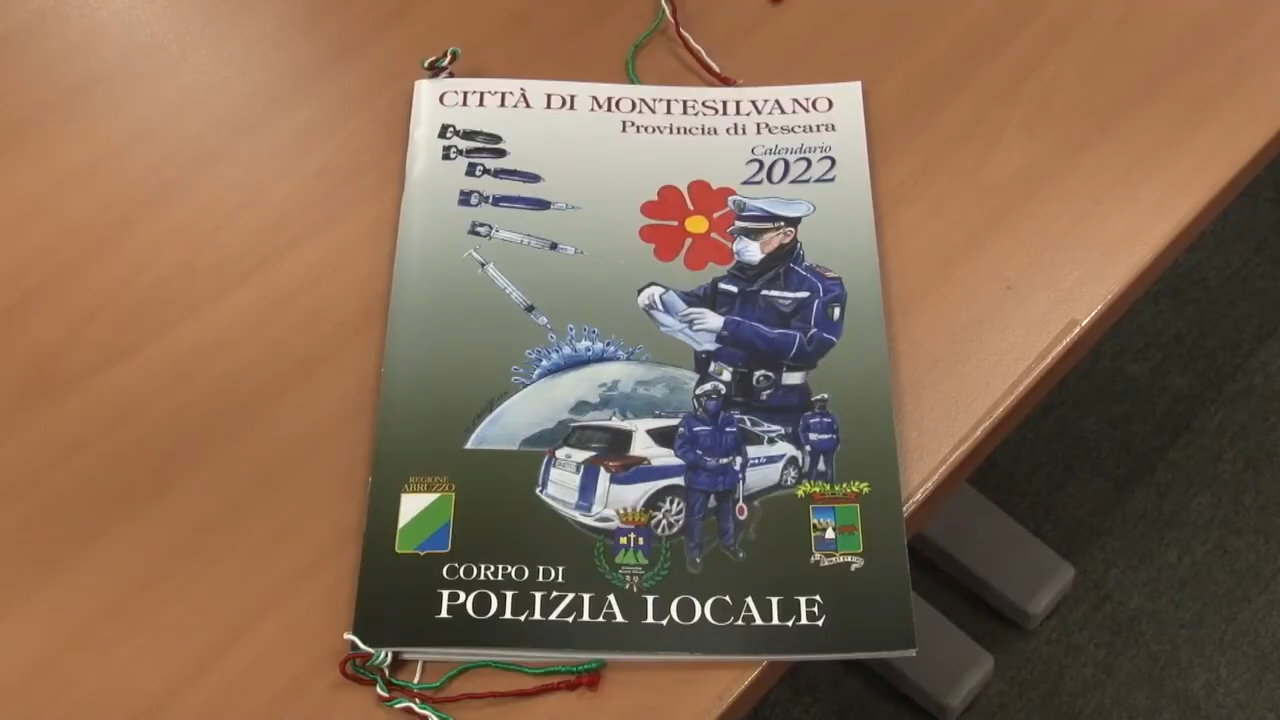 CITTÀ DI MONTESILVANO
Provincia di Pescara
Calendario
2022
REGIONE
ABRUZZO
M S
CORPO DI
POLIZIA LOCALE